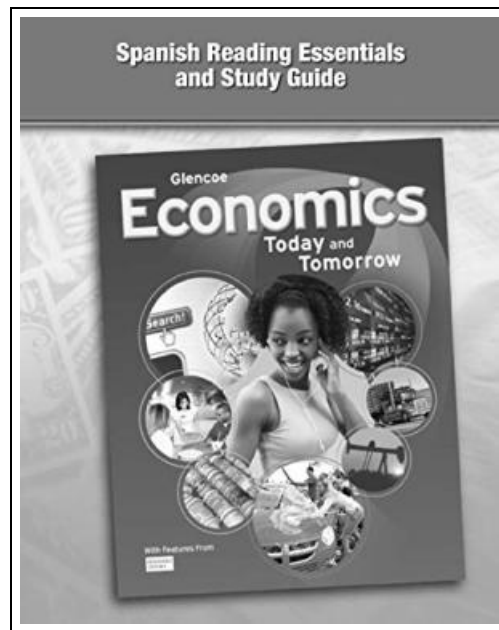 Spanish Reading Essentials
and Study Guide
Glencoe
Economics
Today and
Tomorrow
Search!
With Features From